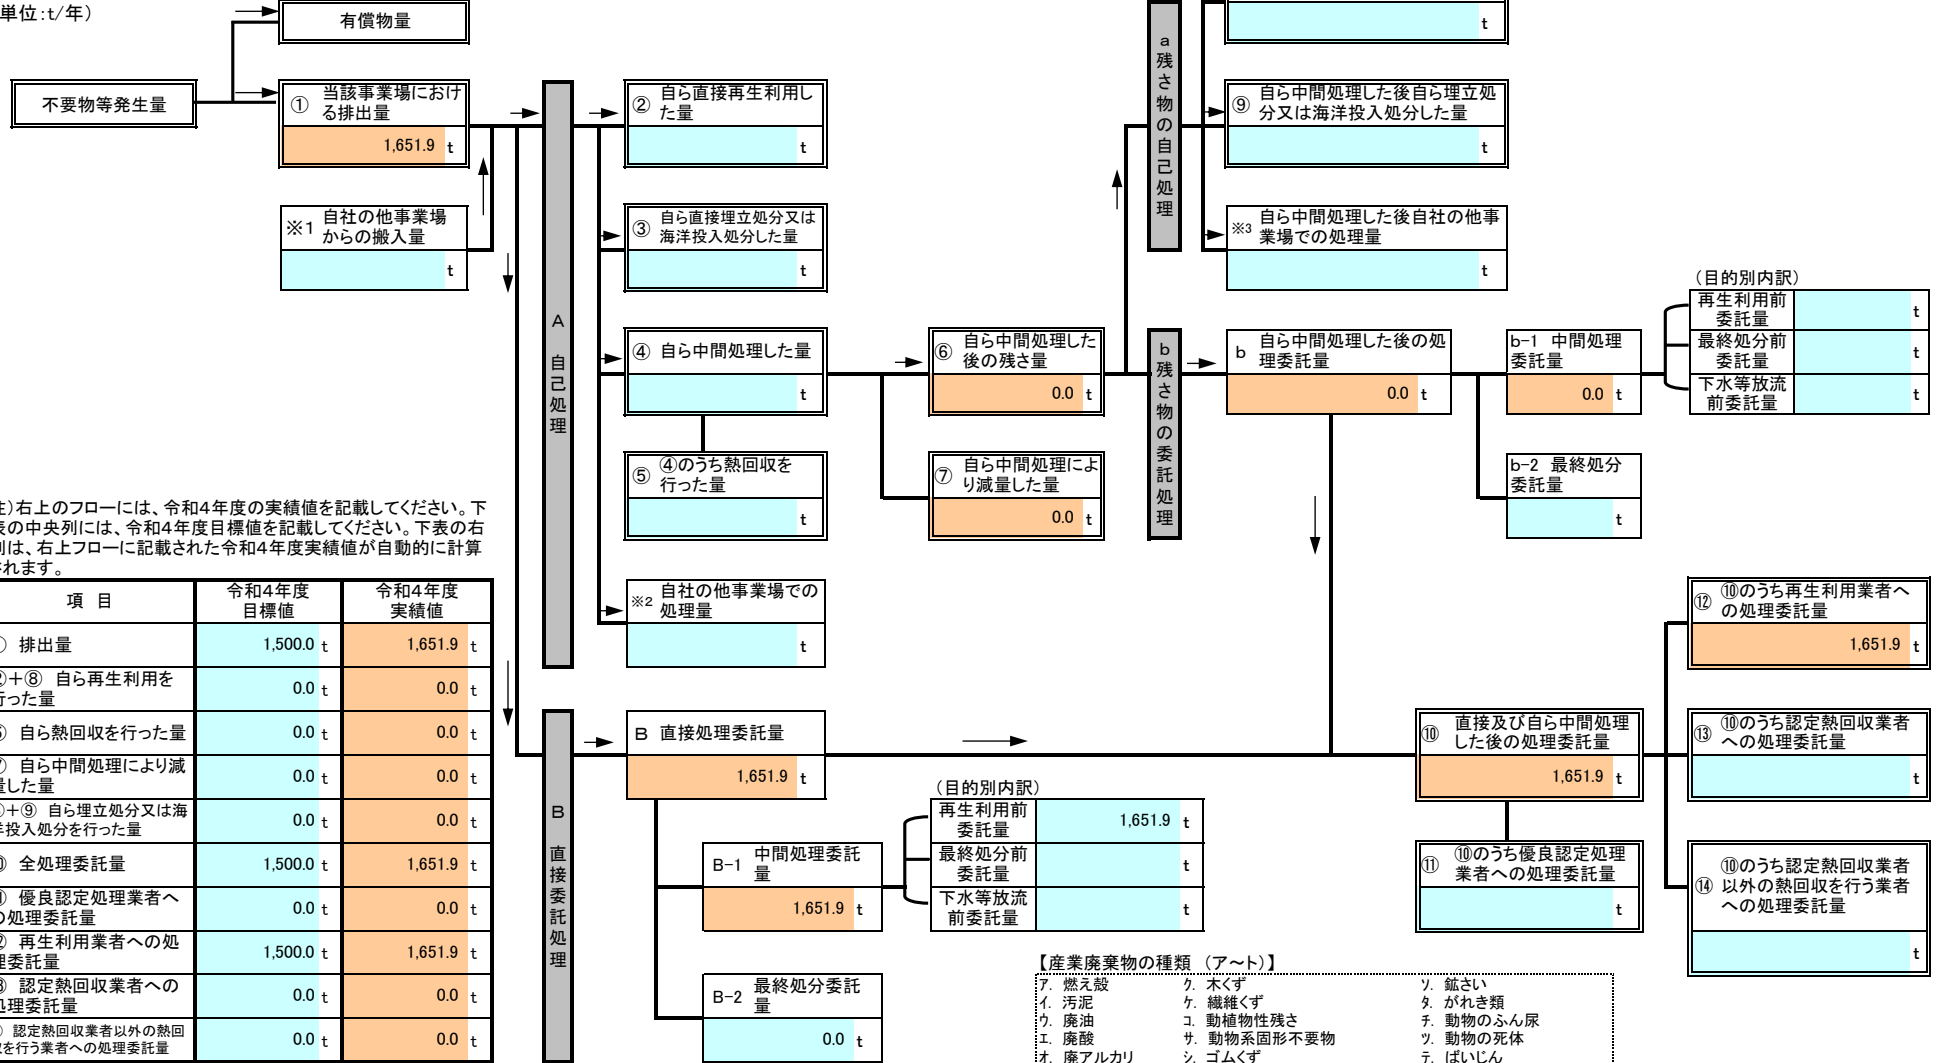 単位:t/年)
有償物量
t
不要物等発生量
① 当該事業場におけ
る排出量
1,651.9 t
※1 自社の他事業場
からの搬入量
t
A 自己処理
② 自ら直接再生利用し
た量
t
③ 自ら直接埋立処分又は
海洋投入処分した量
t
④ 自ら中間処理した量
t
⑤ ④のうち熱回収を
行った量
t
※2 自社の他事業場での
処理量
t
⑥ 自ら中間処理した
後の残さ量
0.0 t
⑦ 自ら中間処理によ
り減量した量
0.0 t
a 残さ物の自己処理
⑨ 自ら中間処理した後自ら埋立処
分又は海洋投入処分した量
t
※3 自ら中間処理した後自社の他事
業場での処理量
t
b 残さ物の委託処理
b 自ら中間処理した後の処
理委託量
0.0 t
b-1 中間処理
委託量
0.0 t
b-2 最終処分
委託量
t
(目的別内訳)
再生利用前
委託量 t
最終処分前
委託量 t
下水等放流
前委託量 t
注)右上のフローには、令和4年度の実績値を記載してください。下
表の中央列には、令和4年度目標値を記載してください。下表の右
列は、右上フローに記載された令和4年度実績値が自動的に計算
されます。
項 目 令和4年度
目標値 令和4年度
実績値
① 排出量 1,500.0 t 1,651.9 t
②+⑧ 自ら再生利用を
行った量 0.0 t 0.0 t
⑤ 自ら熱回収を行った量 0.0 t 0.0 t
⑦ 自ら中間処理により減
量した量 0.0 t 0.0 t
③+⑨ 自ら埋立処分又は海
洋投入処分を行った量 0.0 t 0.0 t
⑩ 全処理委託量 1,500.0 t 1,651.9 t
⑪ 優良認定処理業者へ
の処理委託量 0.0 t 0.0 t
⑫ 再生利用業者への処
理委託量 1,500.0 t 1,651.9 t
⑬ 認定熱回収業者への
処理委託量 0.0 t 0.0 t
⑭ 認定熱回収業者以外の熱回
収を行う業者への処理委託量 0.0 t 0.0 t
B 直接委託処理
B 直接処理委託量
1,651.9 t
B-1 中間処理委託
量
1,651.9 t
B-2 最終処分委託
量
0.0 t
(目的別内訳)
再生利用前
委託量 1,651.9 t
最終処分前
委託量 t
下水等放流
前委託量 t
⑩ 直接及び自ら中間処理
した後の処理委託量
1,651.9 t
⑪ ⑩のうち優良認定処理
業者への処理委託量
t
⑫ ⑩のうち再生利用業者へ
の処理委託量
1,651.9 t
⑬ ⑩のうち認定熱回収業者
への処理委託量
t
⑭ ⑩のうち認定熱回収業者
以外の熱回収を行う業者
への処理委託量
t
【産業廃棄物の種類 (ア~ト)】
ア. 燃え殻 ク. 木くず ソ. 鉱さい
イ. 汚泥 ケ. 繊維くず タ. がれき類
ウ. 廃油 コ. 動植物性残さ チ. 動物のふん尿
エ. 廃酸 サ. 動物系固形不要物 ツ. 動物の死体
オ. 廃アルカリ シ. ゴムくず テ. ばいじん